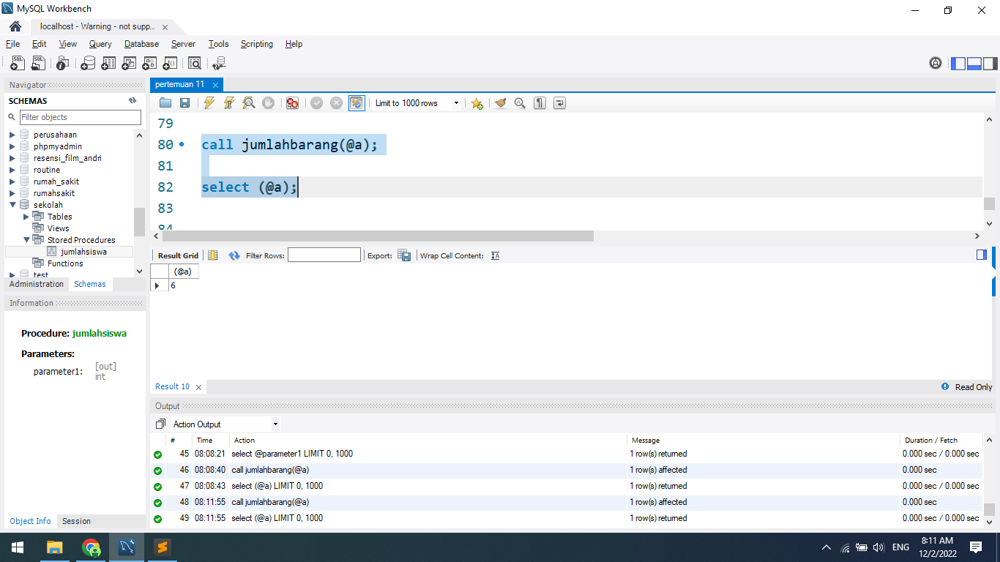 MySQL Workbench
localhost - Warning - not supp...
File Edit View Query Database Server Tools Scripting Help
Navigator
SCHEMAS
Filter objects
perusahaan
phpmyadmin
resensi_film_andri
routine
rumah_sakit
rumahsakit
sekolah
Tables
Views
Stored Procedures
jumlahsiswa
Functions
test
Administration Schemas
Information
Procedure: jumlahsiswa
Parameters:
parameter1: [out]
int
Object Info Session
pertemuan 11
Limit to 1000 rows
79
80 call jumlahbarang(@a);
81
82 select (@a);
83
84
Result Grid Filter Rows: Export: Wrap Cell Content:
(@a)
6
Result 10
Read Only
Output
Action Output
# Time Action Message Duration / Fetch
45 08:08:21 select @parameter1 LIMIT 0, 1000 1 row(s) returned 0.000 sec / 0.000 sec
46 08:08:40 call jumlahbarang(@a) 1 row(s) affected 0.000 sec
47 08:08:43 select (@a) LIMIT 0, 1000 1 row(s) returned 0.000 sec / 0.000 sec
48 08:11:55 call jumlahbarang(@a) 1 row(s) affected 0.000 sec
49 08:11:55 select (@a) LIMIT 0, 1000 1 row(s) returned 0.000 sec / 0.000 sec
ENG
8:11 AM
12/2/2022